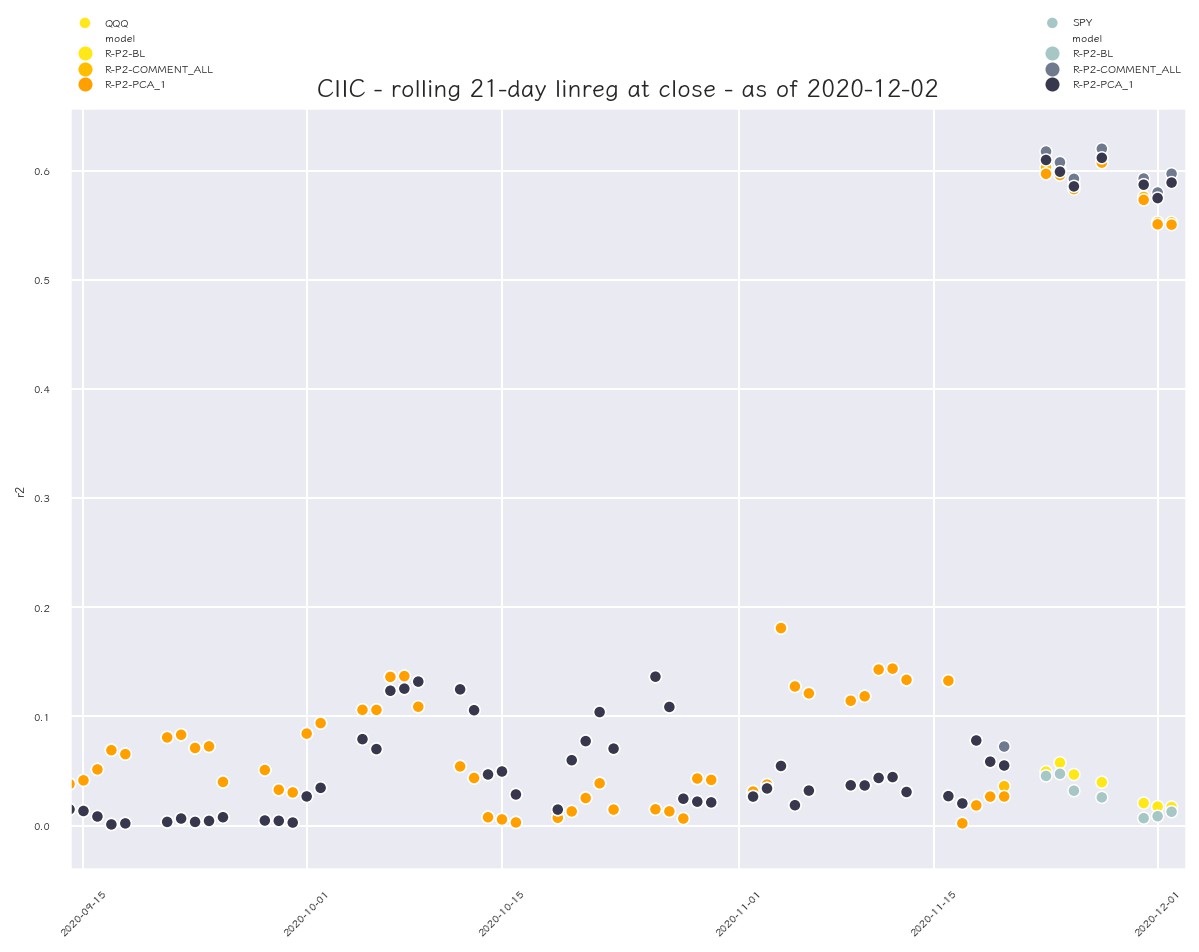 QQQ
model
R-P2-BL
R-P2-COMMENT_ALL
R-P2-PCA_1
SPY
model
R-P2-BL
R-P2-COMMENT_ALL
R-P2-PCA_1
CIIC - rolling 21-day linreg at close - as of 2020-12-02
r2
0.6
0.5
0.4
0.3
0.2
0.1
0.0
2020-09-15
2020-10-01
2020-10-15
2020-11-01
2020-11-15
2020-12-01